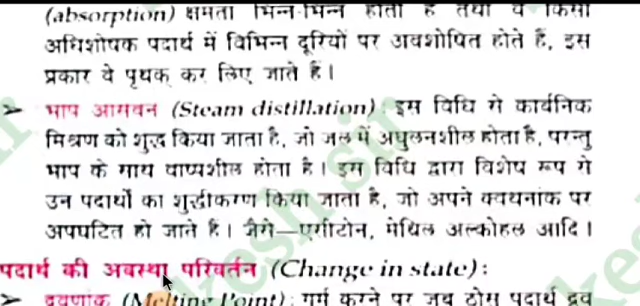 (absorption) क्षमता भिन्न-भिन्न होती है तथा ये किसी
अधिशोषक पदार्थ में विभिन्न दूरियों पर अवशोषित होते हैं, इस
प्रकार वे पृथक् कर लिए जाते हैं।
➤ भाप आसवन (Steam distillation) : इस विधि से कार्बनिक
मिश्रण को शुद्ध किया जाता है, जो जल में अघुलनशील होता है, परन्तु
भाप के साथ वाष्पशील होता है। इस विधि द्वारा विशेष रूप से
उन पदार्थों का शुद्धीकरण किया जाता है, जो अपने क्वथनांक पर
अपघटित हो जाते हैं। जैसे—एसीटोन, मेथिल अल्कोहल आदि।
पदार्थ की अवस्था परिवर्तन (Change in state) :
➤ द्रवणांक (Melting Point) : गर्म करने पर जब ठोस पदार्थ द्रव
kesh sir